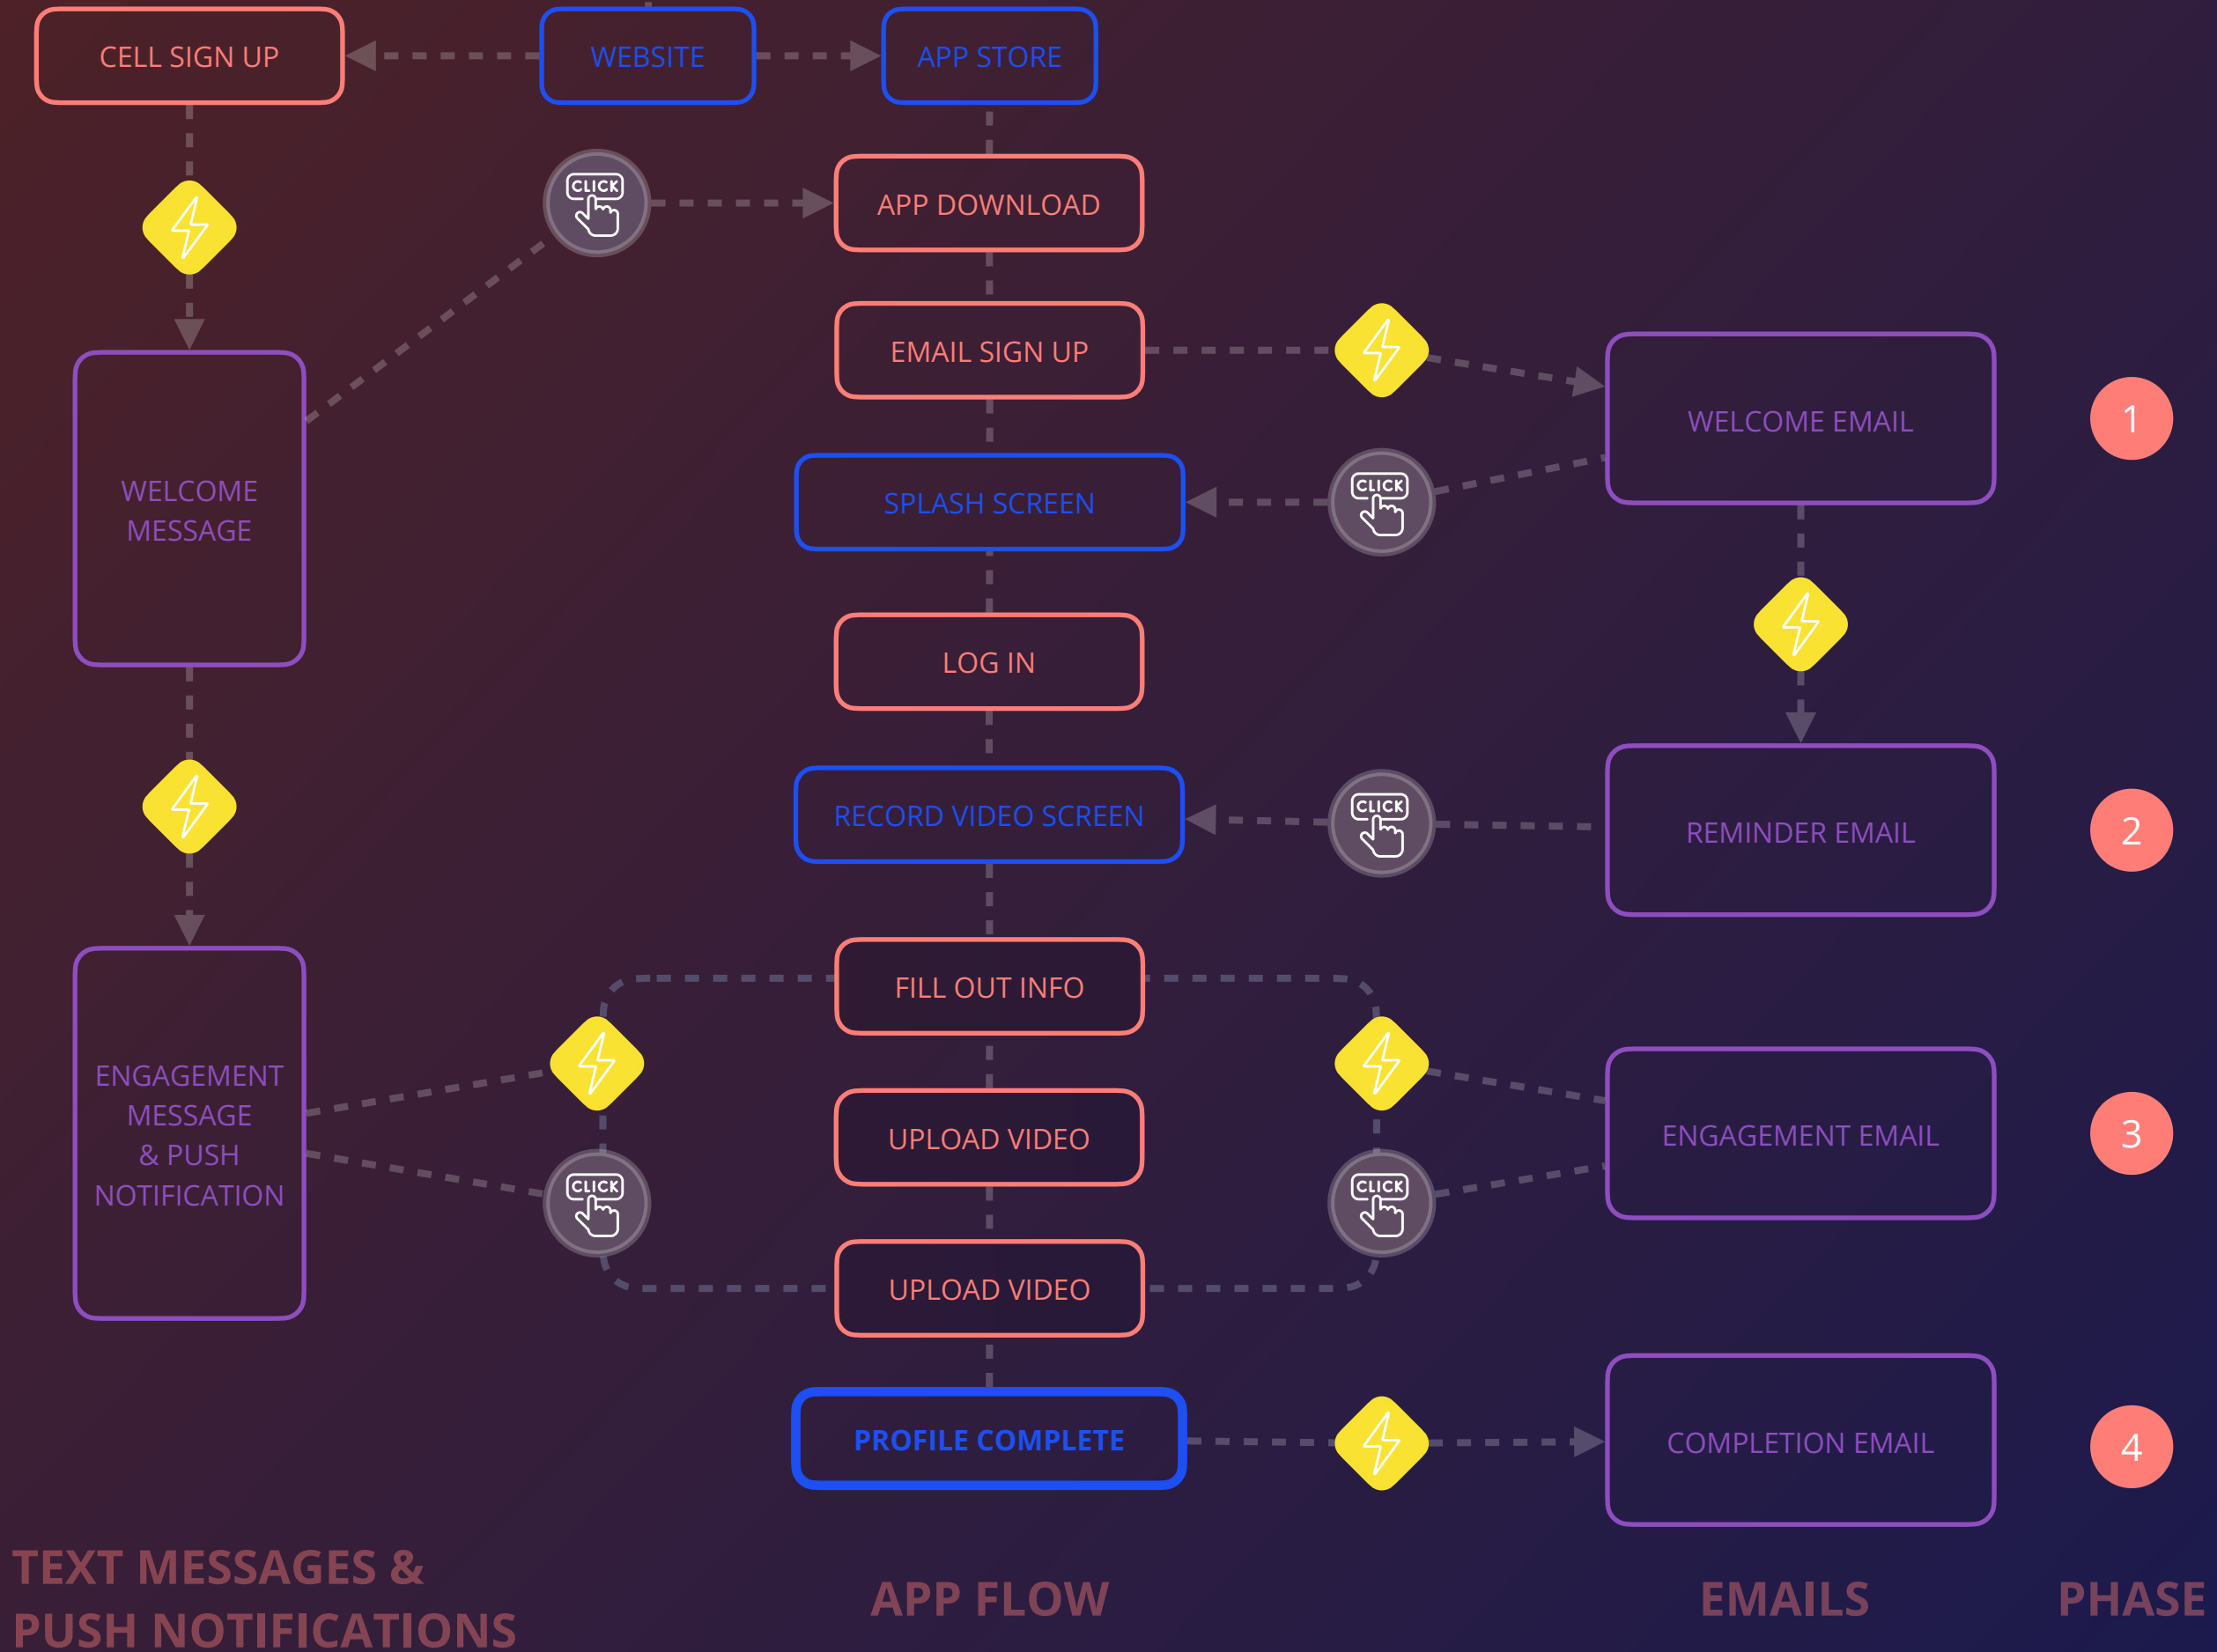 CELL SIGN UP
WEBSITE
APP STORE
CLICK
APP DOWNLOAD
EMAIL SIGN UP
WELCOME EMAIL
1
WELCOME
MESSAGE
SPLASH SCREEN
CLICK
LOG IN
RECORD VIDEO SCREEN
CLICK
REMINDER EMAIL
2
FILL OUT INFO
ENGAGEMENT
MESSAGE
& PUSH
NOTIFICATION
UPLOAD VIDEO
ENGAGEMENT EMAIL
3
CLICK
CLICK
UPLOAD VIDEO
PROFILE COMPLETE
COMPLETION EMAIL
4
TEXT MESSAGES &
PUSH NOTIFICATIONS
APP FLOW
EMAILS
PHASE